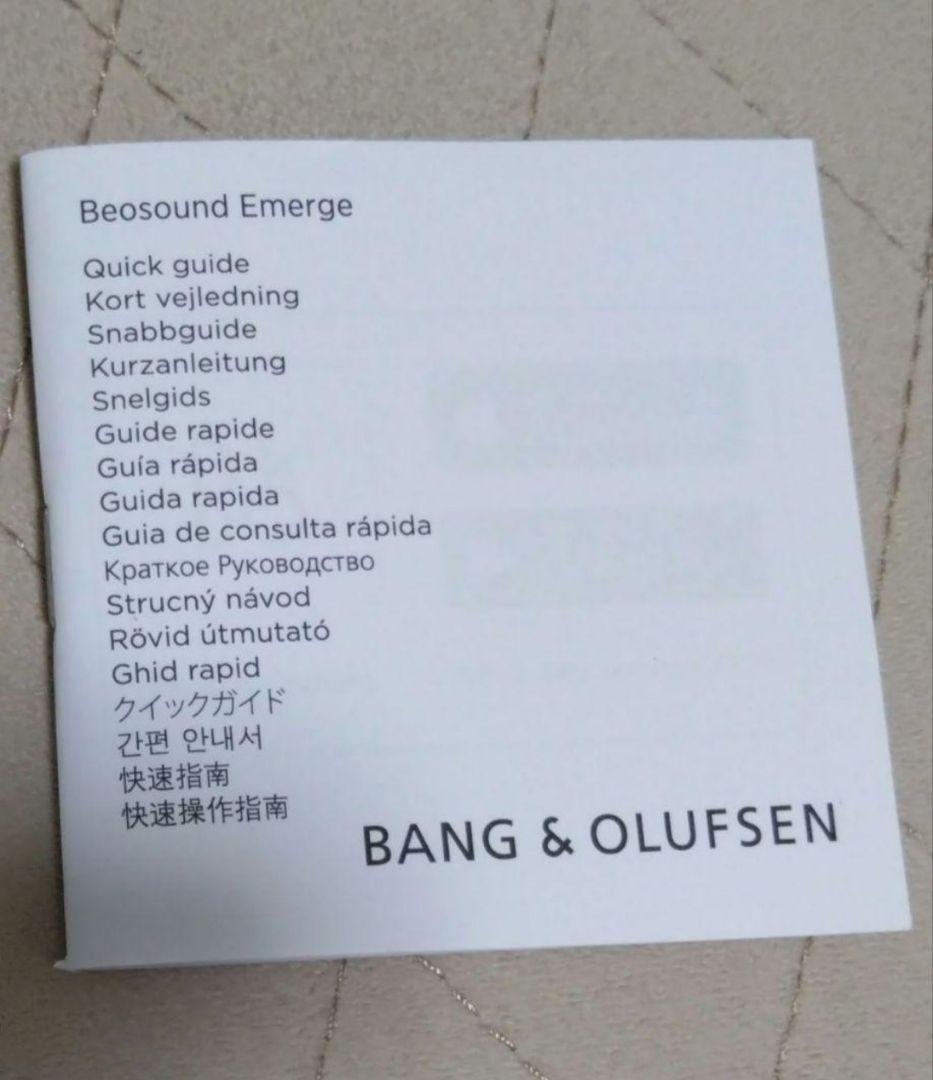 Beosound Emerge
Quick guide
Kort vejledning
Snabbguide
Kurzanleitung
Snelgids
Guide rapide
Guía rápida
Guida rapida
Guia de consulta rápida
Краткое Руководство
Strucný návod
Rövid útmutató
Ghid rapid
クイックガイド
간편 안내서
快速指南
快速操作指南
BANG & OLUFSEN